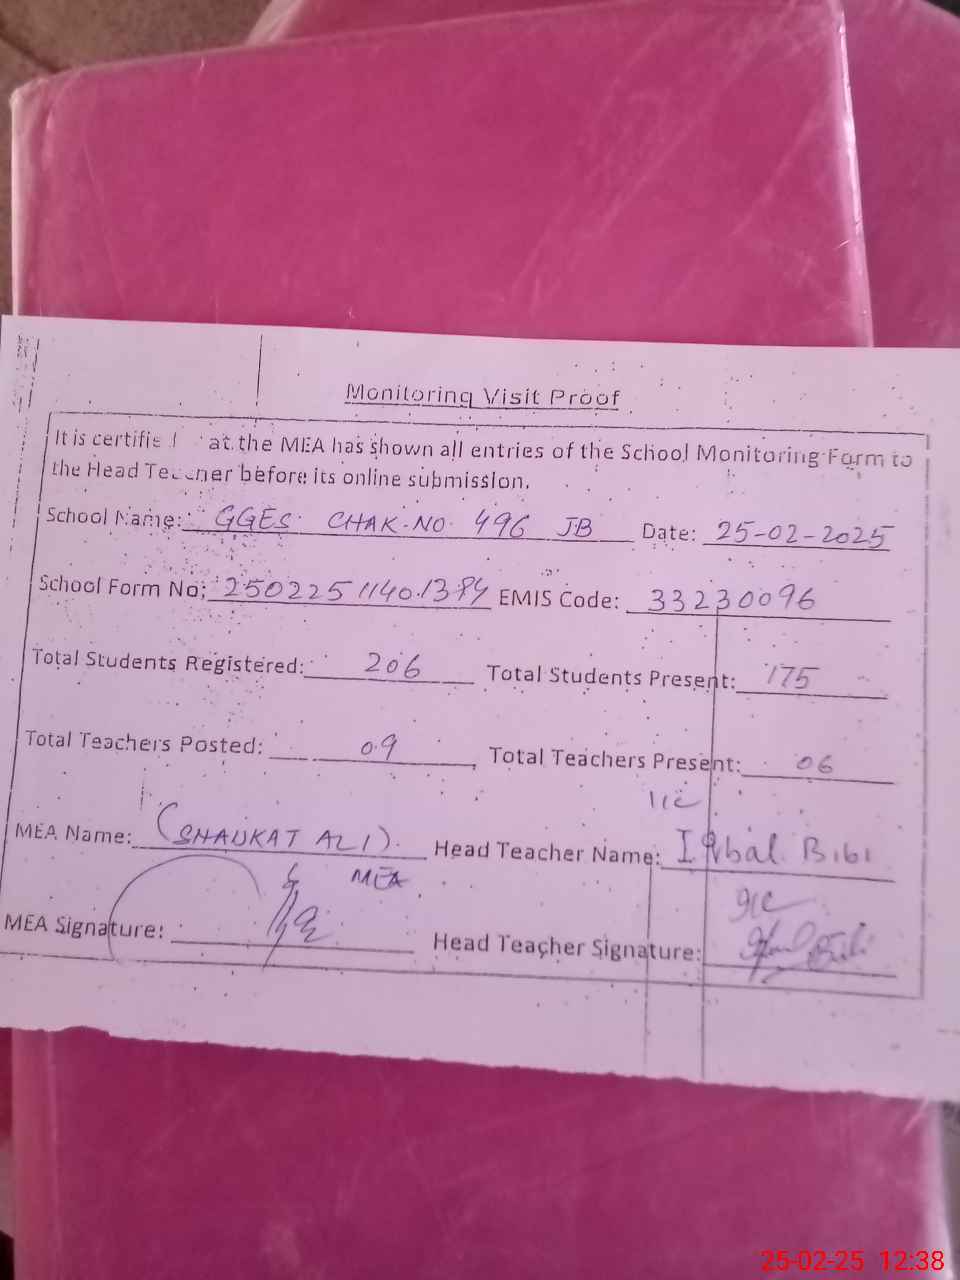 Monitoring Visit Proof
It is certifie at the MEA has shown all entries of the School Monitoring Form to
the Head Teacher before its online submission.
School Name: GGES CHAK.NO. 496 JB Date: 25-02-2025
School Form No: 250225 1140.1384 EMIS Code: 33230096
Total Students Registered: 206 Total Students Present: 175
Total Teachers Posted: 09 Total Teachers Present: 06
MEA Name: (SHAUKAT ALI) Head Teacher Name: Iqbal Bibi
MEA
MEA Signature: Head Teacher Signature:
25-02-25 12:38